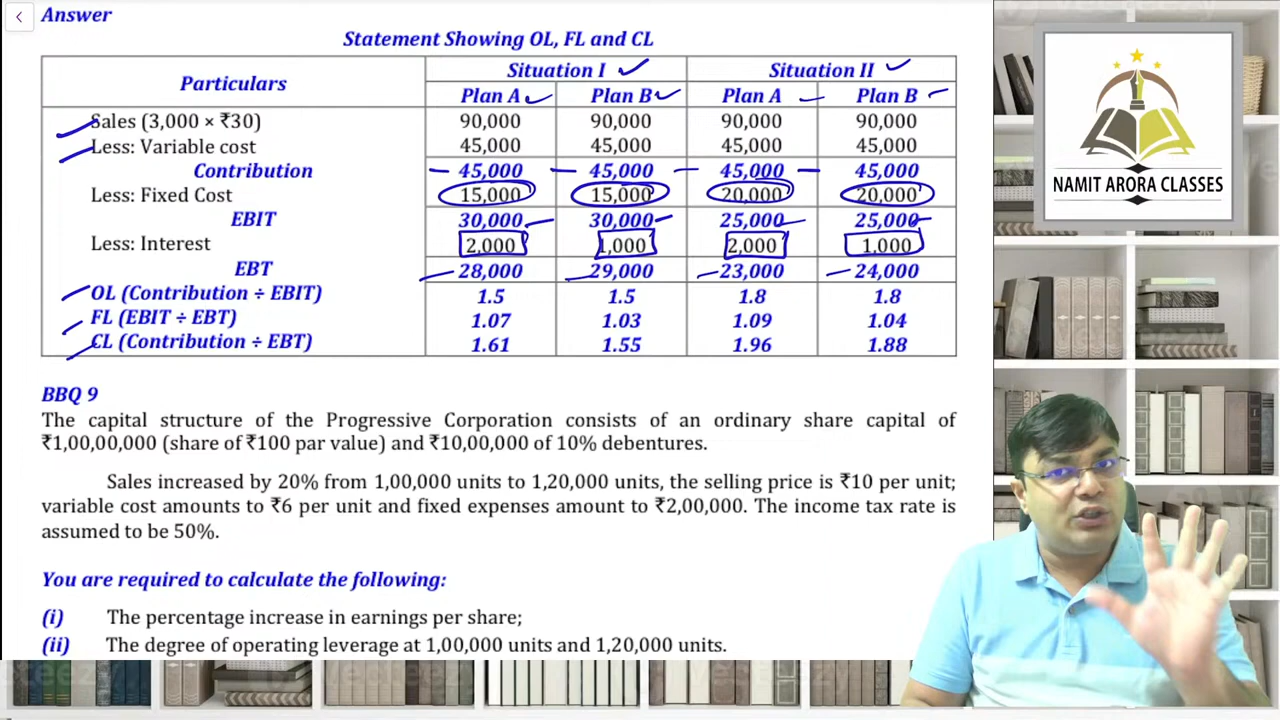 Answer
Statement Showing OL, FL and CL
Particulars Situation I Situation II
Plan A Plan B Plan A Plan B
Sales (3,000 × ₹30) 90,000 90,000 90,000 90,000
Less: Variable cost 45,000 45,000 45,000 45,000
Contribution 45,000 45,000 45,000 45,000
Less: Fixed Cost 15,000 15,000 20,000 20,000
EBIT 30,000 30,000 25,000 25,000
Less: Interest 2,000 1,000 2,000 1,000
EBT 28,000 29,000 23,000 24,000
OL (Contribution ÷ EBIT) 1.5 1.5 1.8 1.8
FL (EBIT ÷ EBT) 1.07 1.03 1.09 1.04
CL (Contribution ÷ EBT) 1.61 1.55 1.96 1.88
BBQ 9
The capital structure of the Progressive Corporation consists of an ordinary share capital of
₹1,00,00,000 (share of ₹100 par value) and ₹10,00,000 of 10% debentures.
Sales increased by 20% from 1,00,000 units to 1,20,000 units, the selling price is ₹10 per unit;
variable cost amounts to ₹6 per unit and fixed expenses amount to ₹2,00,000. The income tax rate is
assumed to be 50%.
You are required to calculate the following:
(i) The percentage increase in earnings per share;
(ii) The degree of operating leverage at 1,00,000 units and 1,20,000 units.
NAMIT ARORA CLASSES